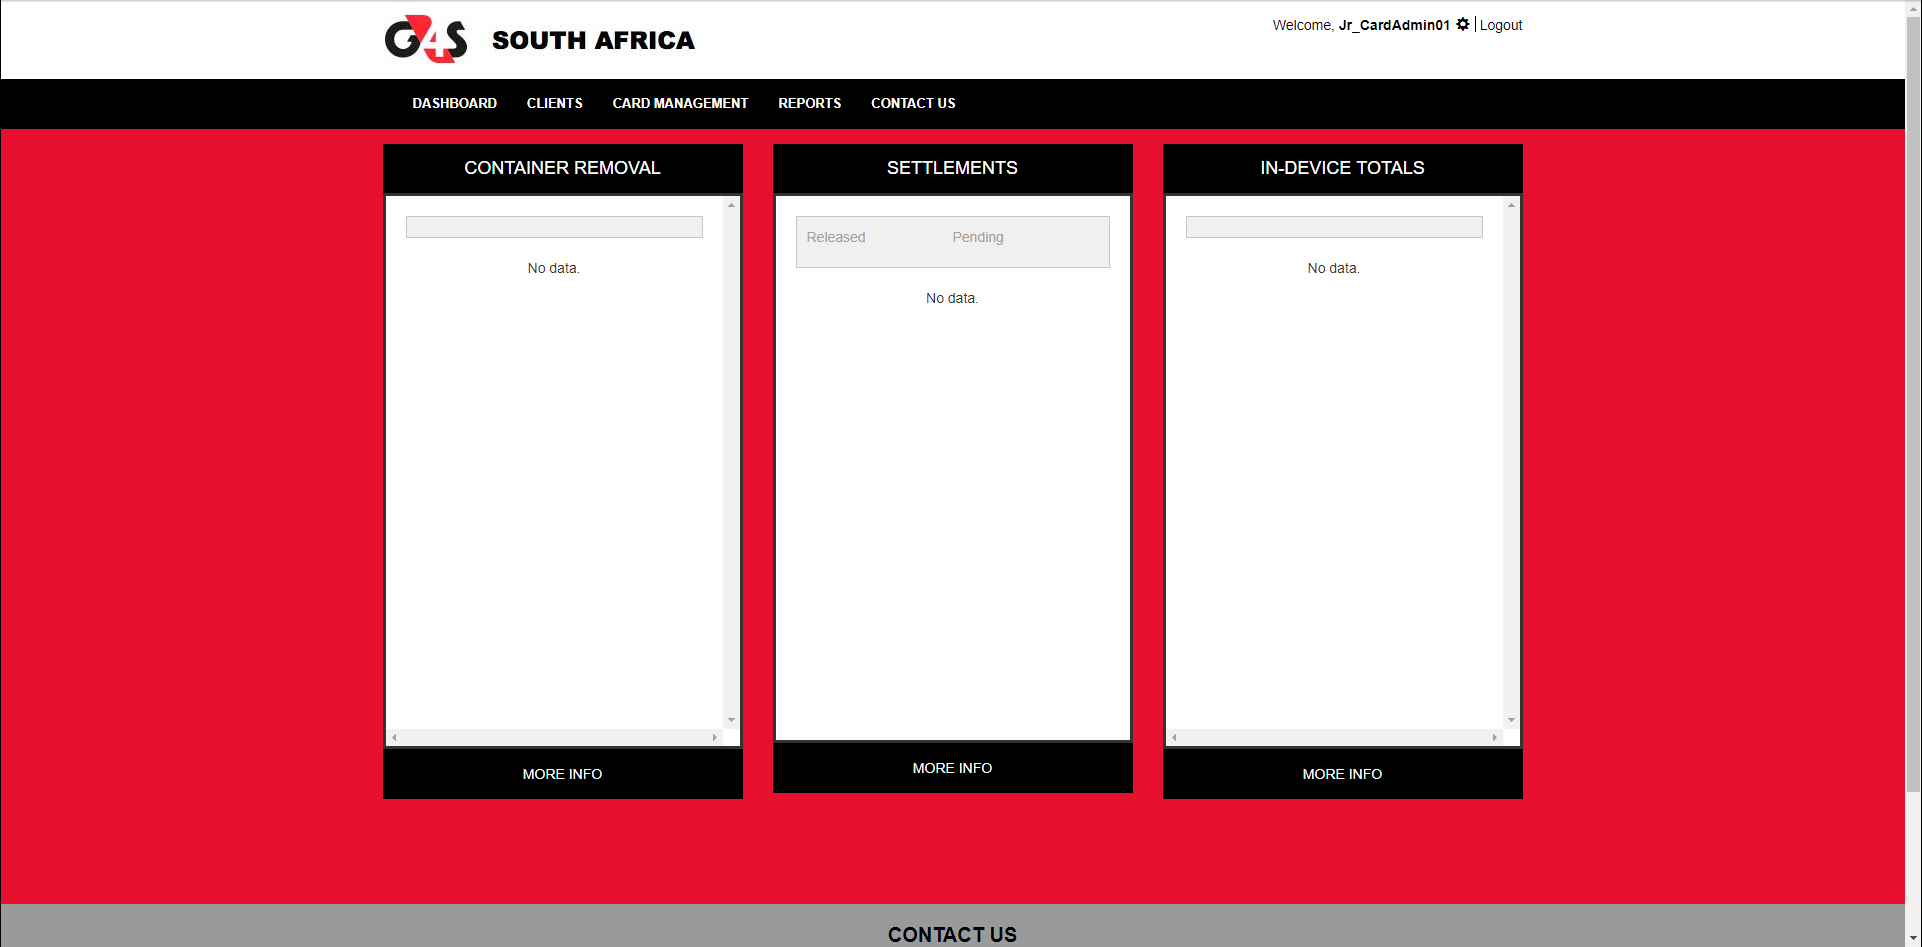 G4S SOUTH AFRICA
Welcome, Jr_CardAdmin01 | Logout
DASHBOARD CLIENTS CARD MANAGEMENT REPORTS CONTACT US
CONTAINER REMOVAL
No data.
MORE INFO
SETTLEMENTS
Released Pending
No data.
MORE INFO
IN-DEVICE TOTALS
No data.
MORE INFO
CONTACT US